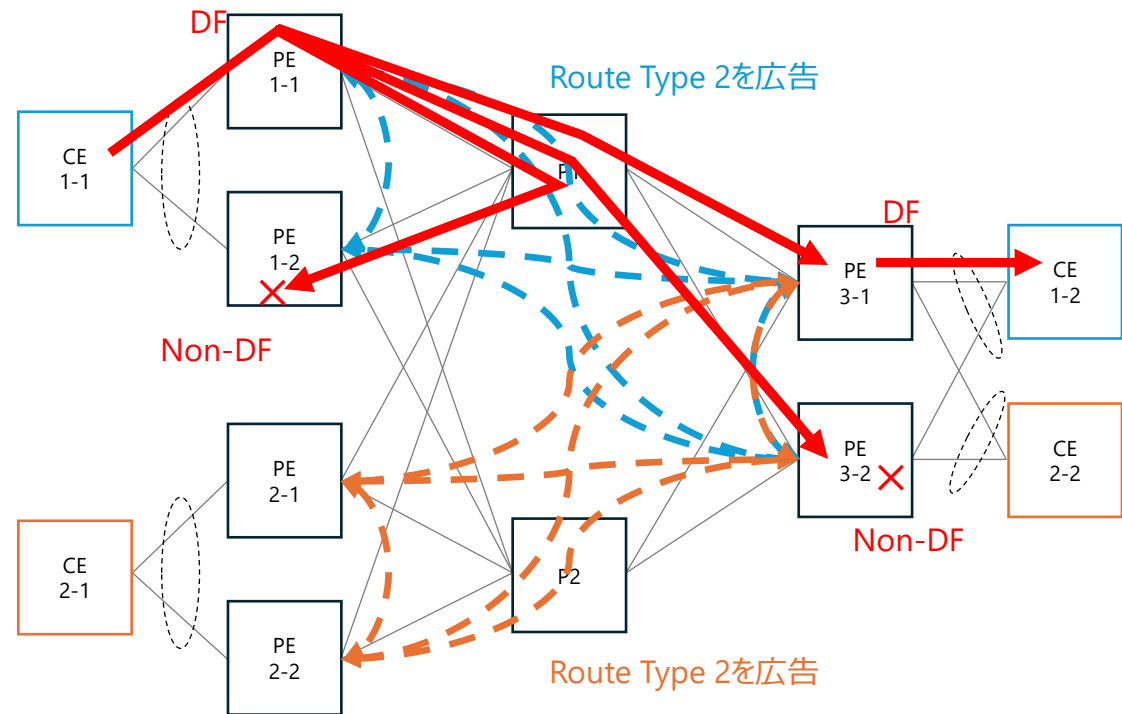 DF
PE
1-1
Route Type 2を広告
CE
1-1
P1
PE
1-2
DF
PE
3-1
CE
1-2
Non-DF
PE
2-1
PE
3-2
CE
2-2
Non-DF
CE
2-1
P2
PE
2-2
Route Type 2を広告